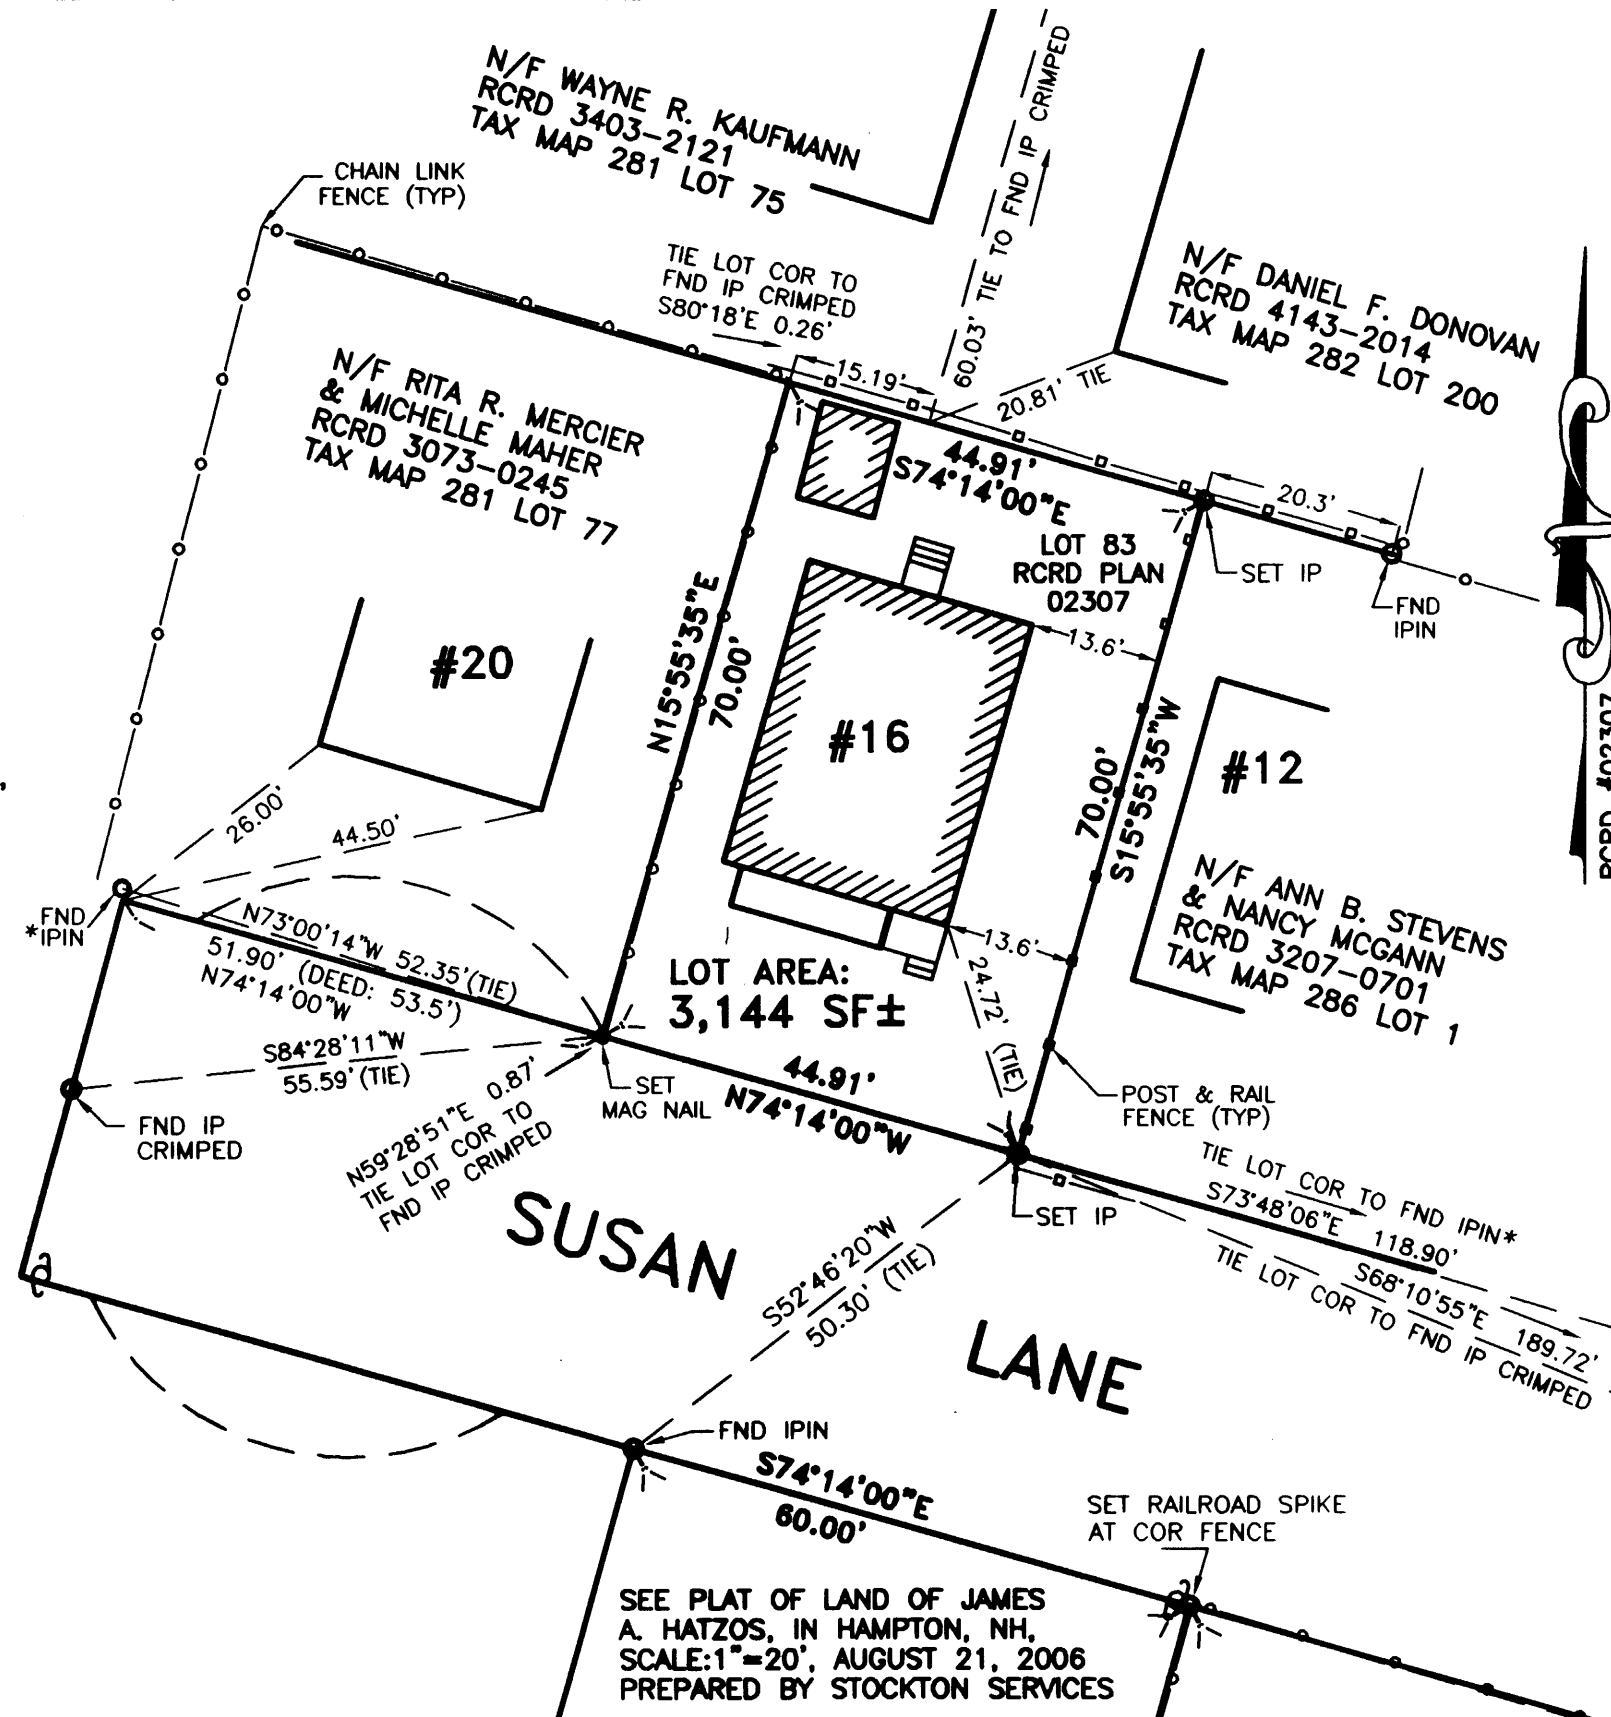 N/F WAYNE R. KAUFMANN
RCRD 3403-2121
TAX MAP 281 LOT 75
CHAIN LINK
FENCE (TYP)
TIE LOT COR TO
FND IP CRIMPED
S80°18'E 0.26'
60.03' TIE TO FND IP CRIMPED
N/F DANIEL F. DONOVAN
RCRD 4143-2014
TAX MAP 282 LOT 200
15.19'
20.81' TIE
N/F RITA R. MERCIER
& MICHELLE MAHER
RCRD 3073-0245
TAX MAP 281 LOT 77
44.91'
S74°14'00"E
20.3'
LOT 83
RCRD PLAN
02307
SET IP
FND
IPIN
13.6'
N15°55'35"E
70.00'
#20
#16
#12
70.00'
S15°55'35"W
26.00'
44.50'
N/F ANN B. STEVENS
& NANCY MCGANN
RCRD 3207-0701
TAX MAP 286 LOT 1
FND
*IPIN
N73°00'14"W 52.35'(TIE)
51.90' (DEED: 53.5')
N74°14'00"W
13.6'
24.72' (TIE)
LOT AREA:
3,144 SF±
S84°28'11"W
55.59' (TIE)
SET
MAG NAIL
44.91'
N74°14'00"W
POST & RAIL
FENCE (TYP)
FND IP
CRIMPED
N59°28'51"E 0.87'
TIE LOT COR TO
FND IP CRIMPED
TIE LOT COR TO FND IPIN*
S73°48'06"E 118.90'
SET IP
S68°10'55"E 189.72'
TIE LOT COR TO FND IP CRIMPED
SUSAN
LANE
S52°46'20"W
50.30' (TIE)
FND IPIN
S74°14'00"E
60.00'
SET RAILROAD SPIKE
AT COR FENCE
SEE PLAT OF LAND OF JAMES
A. HATZOS, IN HAMPTON, NH,
SCALE:1"=20', AUGUST 21, 2006
PREPARED BY STOCKTON SERVICES